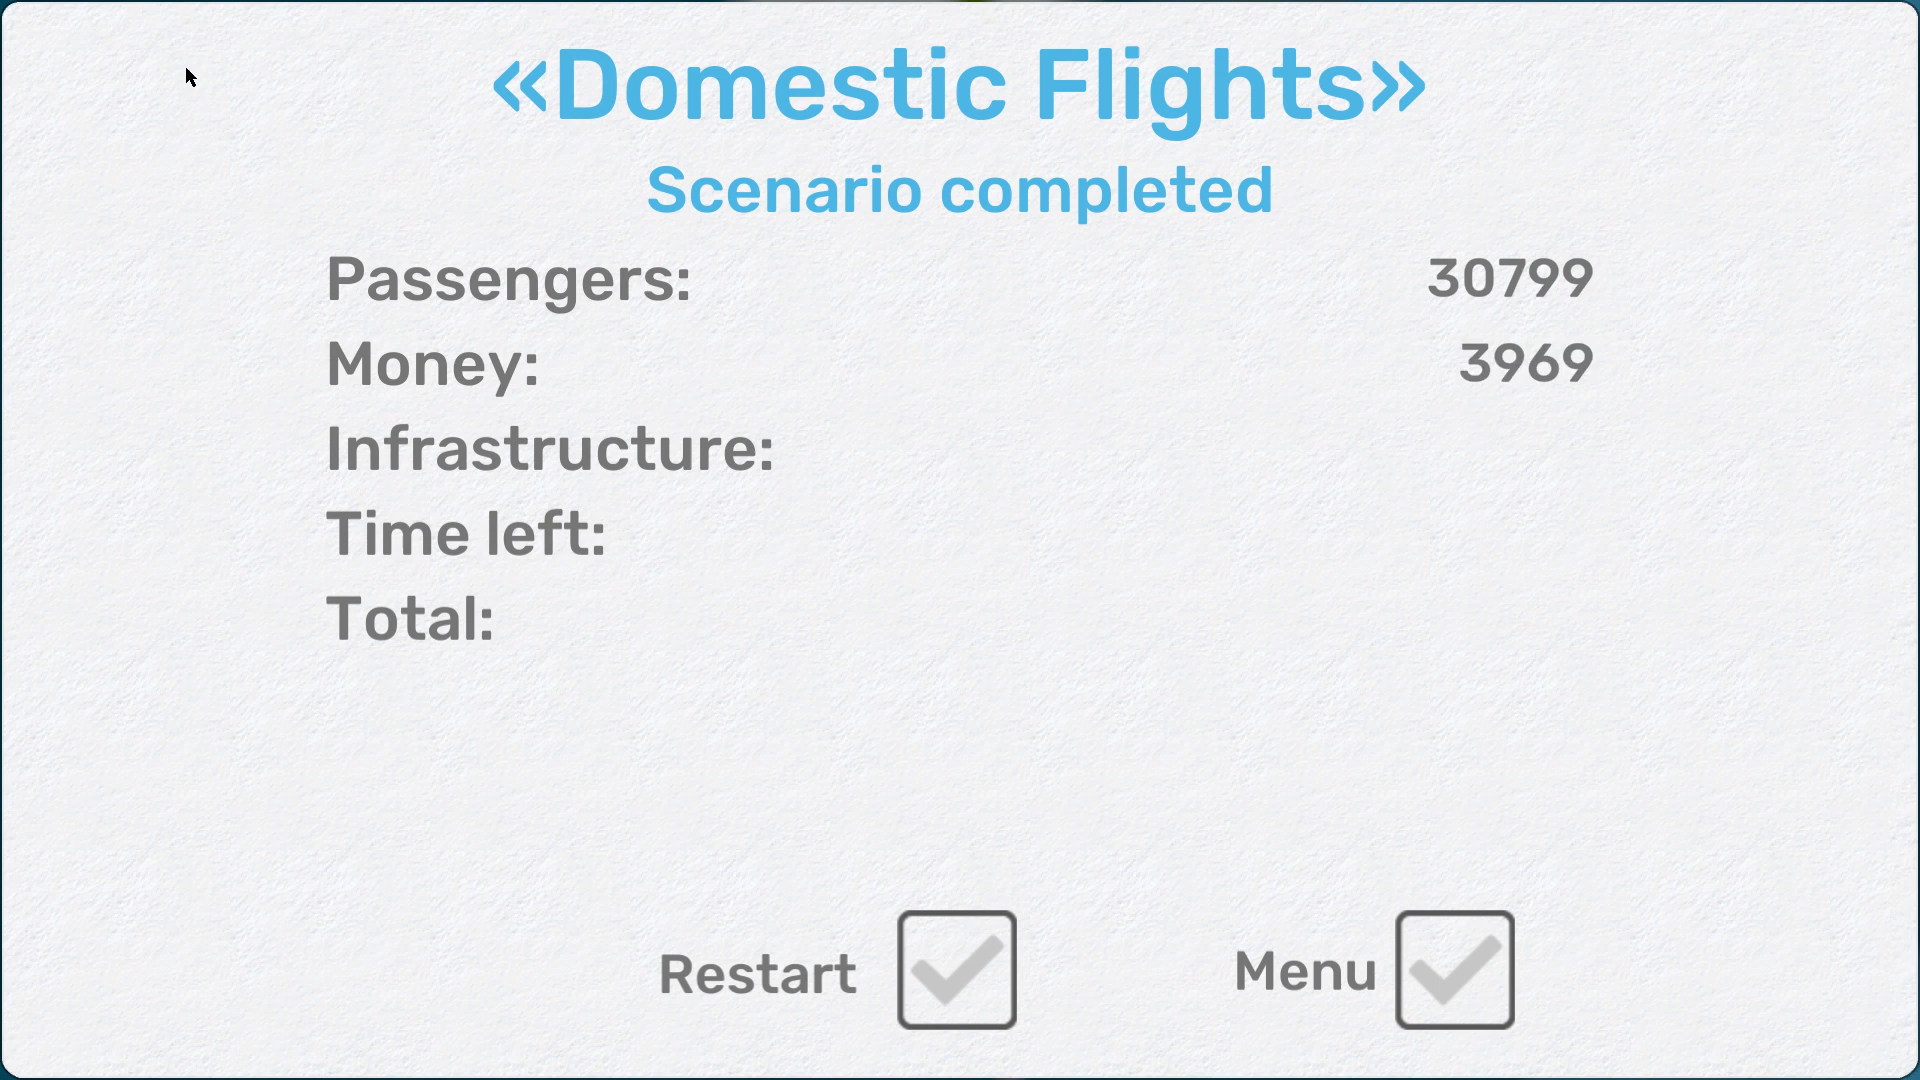 «Domestic Flights»
Scenario completed
Passengers: 30799
Money: 3969
Infrastructure:
Time left:
Total:
Restart Menu